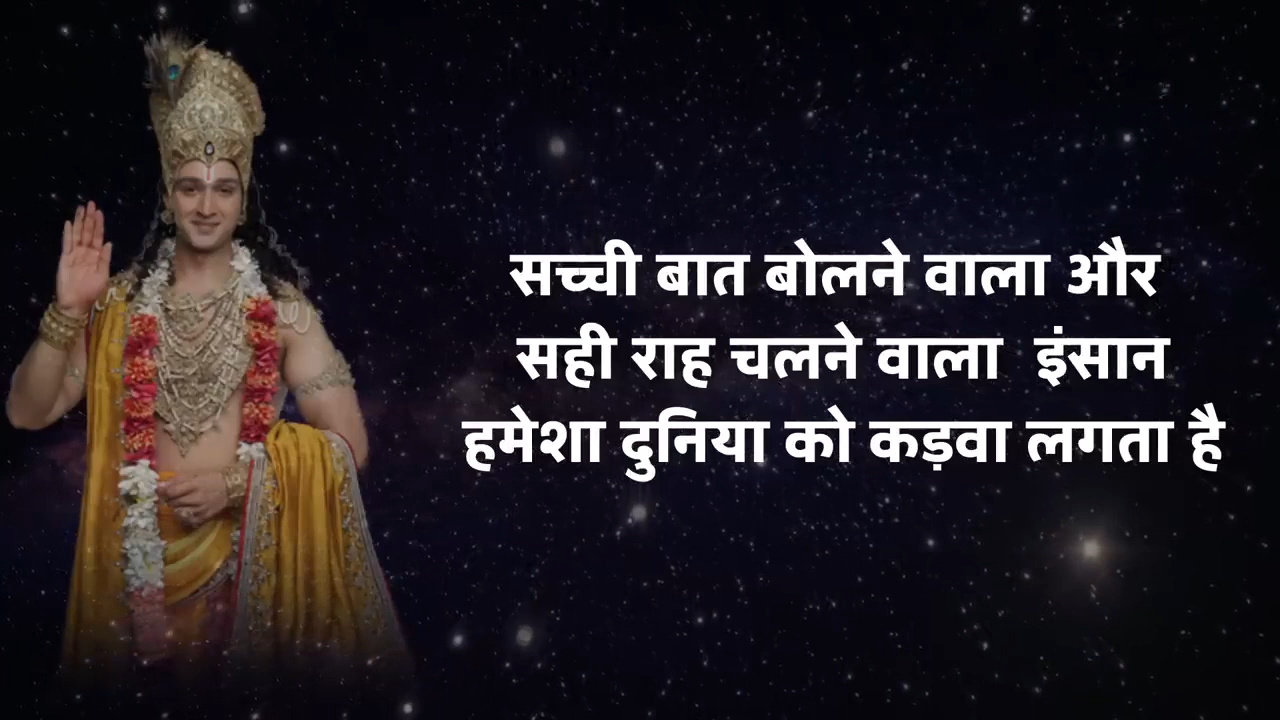 सच्ची बात बोलने वाला और
सही राह चलने वाला इंसान
हमेशा दुनिया को कड़वा लगता है